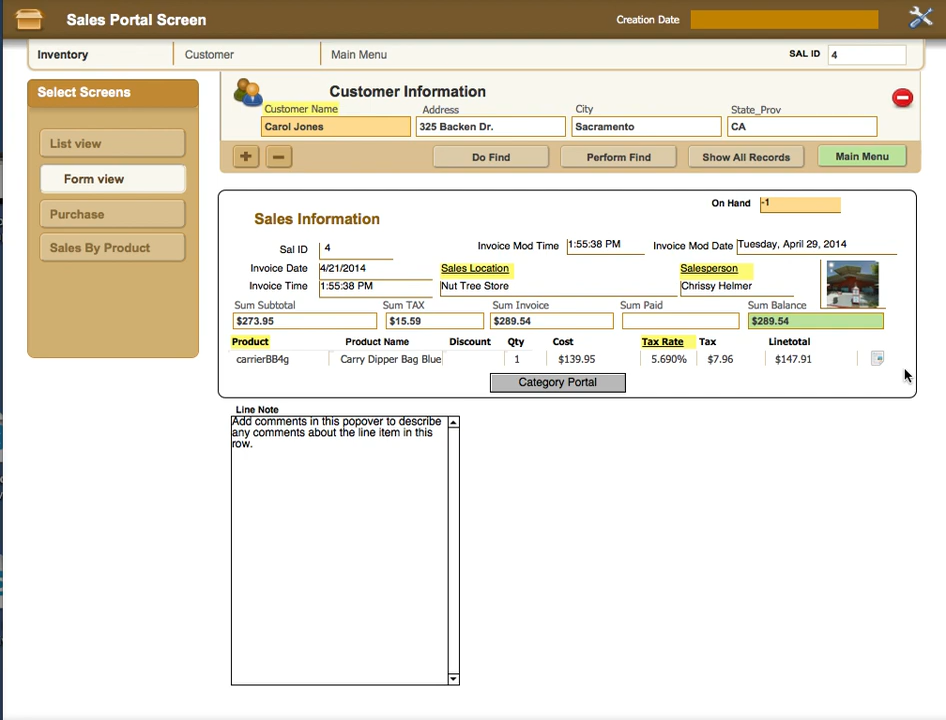 Sales Portal Screen
Creation Date
Inventory
Customer
Main Menu
SAL ID 4
Select Screens
List view
Form view
Purchase
Sales By Product
Customer Information
Customer Name Address City State_Prov
Carol Jones 325 Backen Dr. Sacramento CA
Do Find Perform Find Show All Records Main Menu
On Hand -1
Sales Information
Sal ID 4 Invoice Mod Time 1:55:38 PM Invoice Mod Date Tuesday, April 29, 2014
Invoice Date 4/21/2014 Sales Location Salesperson
Invoice Time 1:55:38 PM Nut Tree Store Chrissy Helmer
Sum Subtotal Sum TAX Sum Invoice Sum Paid Sum Balance
$273.95 $15.59 $289.54 $289.54
Product Product Name Discount Qty Cost Tax Rate Tax Linetotal
carrierBB4g Carry Dipper Bag Blue 1 $139.95 5.690% $7.96 $147.91
Category Portal
Line Note
Add comments in this popover to describe
any comments about the line item in this
row.